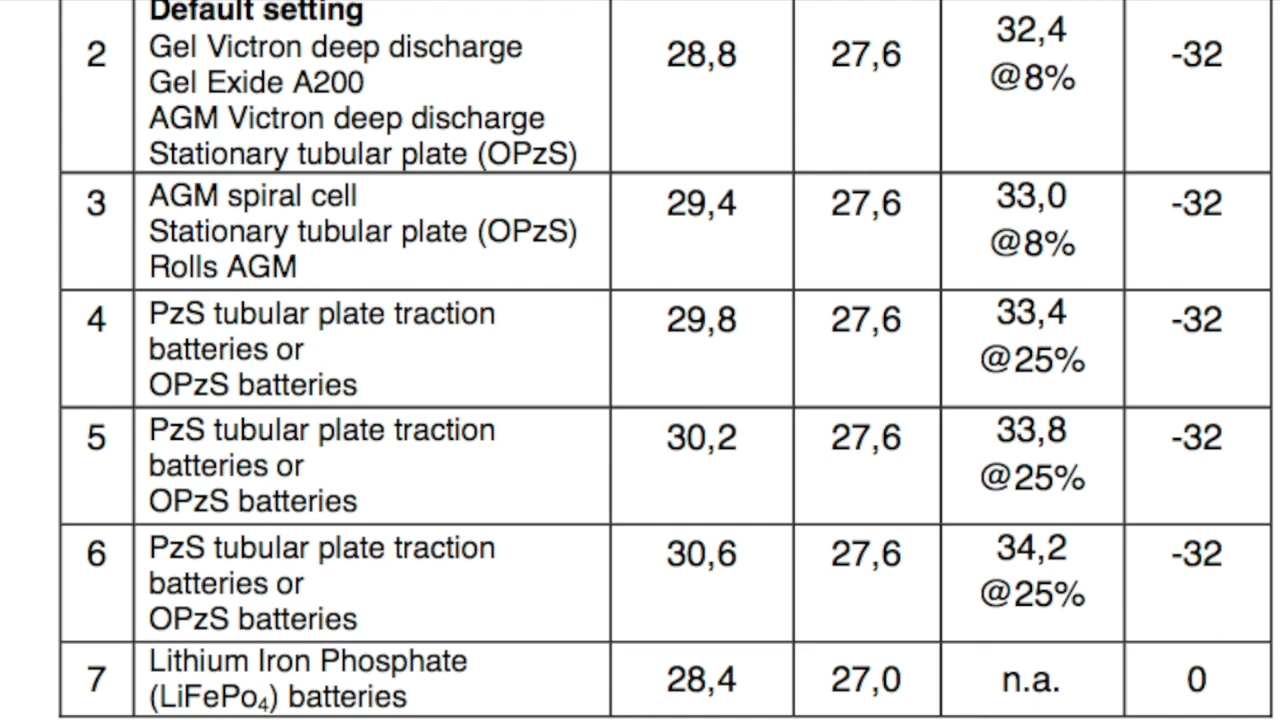 Default setting
2
Gel Victron deep discharge
Gel Exide A200
AGM Victron deep discharge
Stationary tubular plate (OPzS)
28,8
27,6
32,4
@8%
-32
3
AGM spiral cell
Stationary tubular plate (OPzS)
Rolls AGM
29,4
27,6
33,0
@8%
-32
4
PzS tubular plate traction
batteries or
OPzS batteries
29,8
27,6
33,4
@25%
-32
5
PzS tubular plate traction
batteries or
OPzS batteries
30,2
27,6
33,8
@25%
-32
6
PzS tubular plate traction
batteries or
OPzS batteries
30,6
27,6
34,2
@25%
-32
7
Lithium Iron Phosphate
(LiFePo₄) batteries
28,4
27,0
n.a.
0